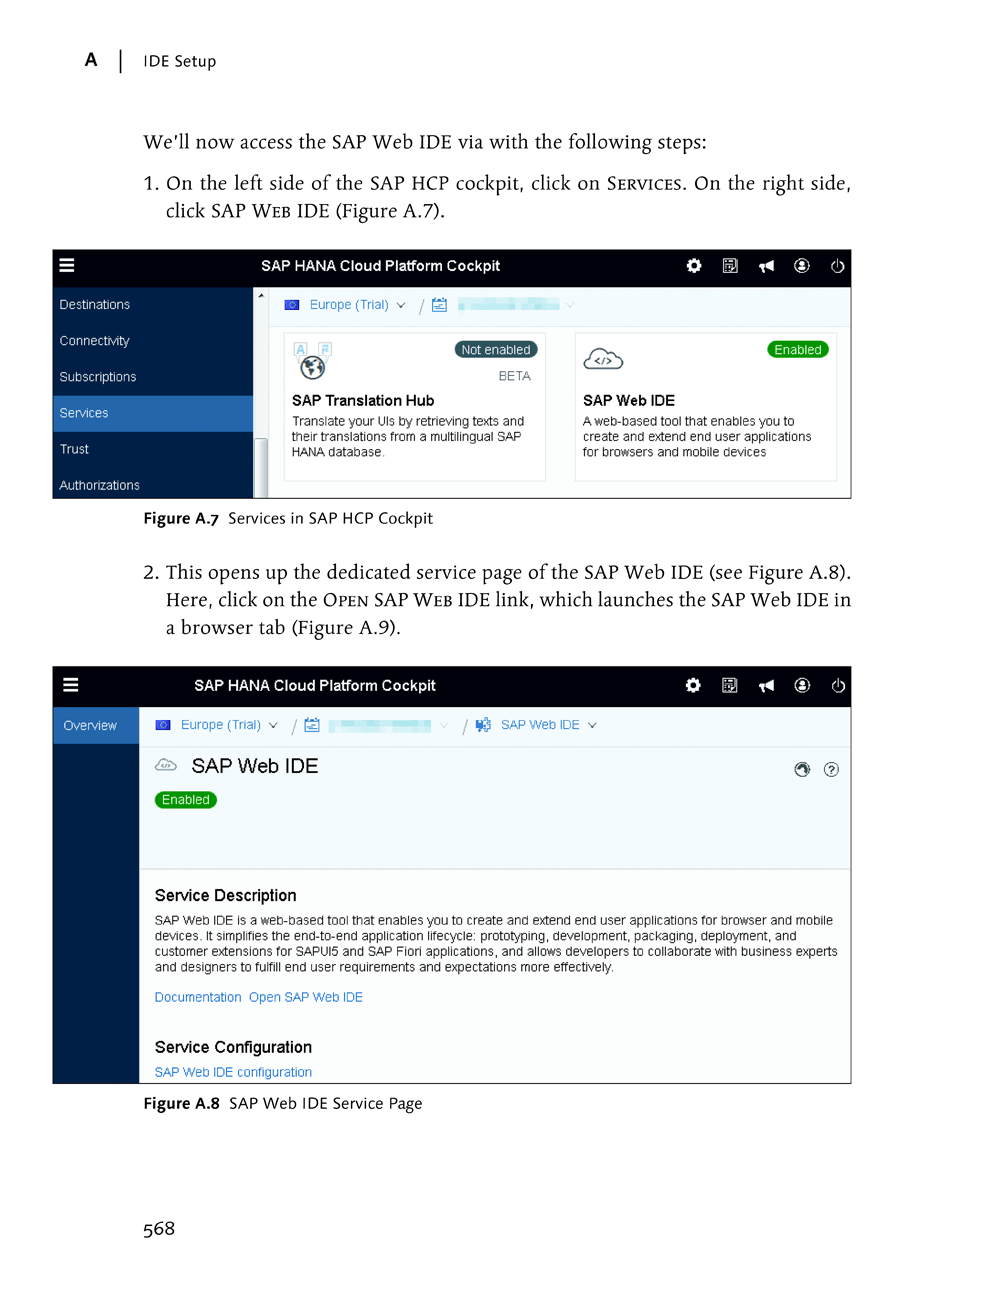 A | IDE Setup
We'll now access the SAP Web IDE via with the following steps:
1. On the left side of the SAP HCP cockpit, click on SERVICES. On the right side,
click SAP WEB IDE (Figure A.7).
SAP HANA Cloud Platform Cockpit
Destinations
Connectivity
Subscriptions
Services
Trust
Authorizations
Europe (Trial) /
Not enabled
BETA
SAP Translation Hub
Translate your UIs by retrieving texts and
their translations from a multilingual SAP
HANA database.
Enabled
SAP Web IDE
A web-based tool that enables you to
create and extend end user applications
for browsers and mobile devices
Figure A.7 Services in SAP HCP Cockpit
2. This opens up the dedicated service page of the SAP Web IDE (see Figure A.8).
Here, click on the OPEN SAP WEB IDE link, which launches the SAP Web IDE in
a browser tab (Figure A.9).
SAP HANA Cloud Platform Cockpit
Overview
Europe (Trial) / / SAP Web IDE
SAP Web IDE
Enabled
Service Description
SAP Web IDE is a web-based tool that enables you to create and extend end user applications for browser and mobile
devices. It simplifies the end-to-end application lifecycle: prototyping, development, packaging, deployment, and
customer extensions for SAPUI5 and SAP Fiori applications, and allows developers to collaborate with business experts
and designers to fulfill end user requirements and expectations more effectively.
Documentation Open SAP Web IDE
Service Configuration
SAP Web IDE configuration
Figure A.8 SAP Web IDE Service Page
568